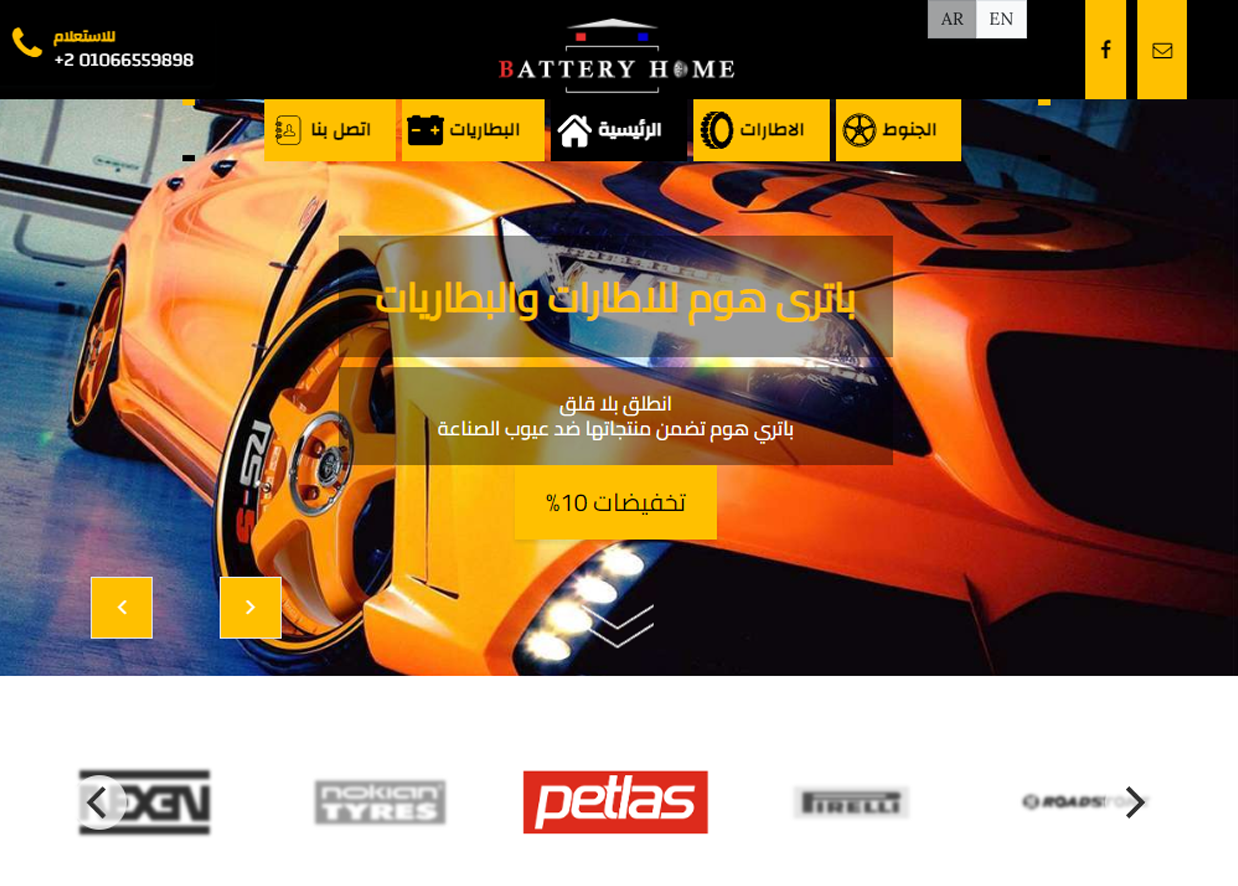 للاستعلام
+2 01066559898
BATTERY HOME
AR EN
الجنوط
الاطارات
الرئيسية
البطاريات
اتصل بنا
باترى هوم للاطارات والبطاريات
انطلق بلا قلق
باتري هوم تضمن منتجاتها ضد عيوب الصناعة
تخفيضات 10%
nokian
TYRES
petlas
PIRELLI